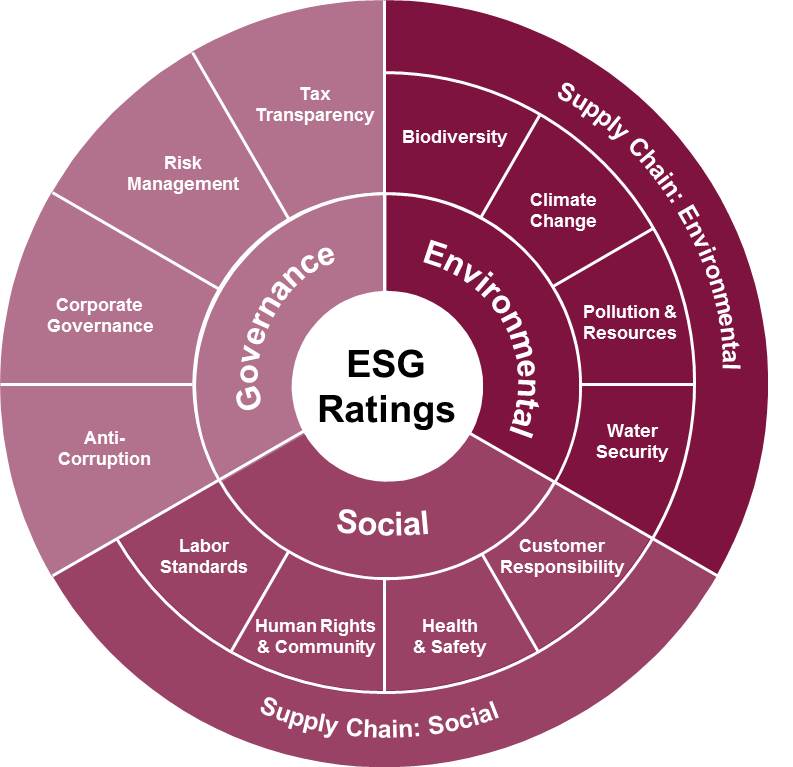 ESG
Ratings
Environmental
Biodiversity
Climate
Change
Pollution &
Resources
Water
Security
Supply Chain: Environmental
Social
Customer
Responsibility
Health
& Safety
Human Rights
& Community
Labor
Standards
Supply Chain: Social
Governance
Anti-
Corruption
Corporate
Governance
Risk
Management
Tax
Transparency